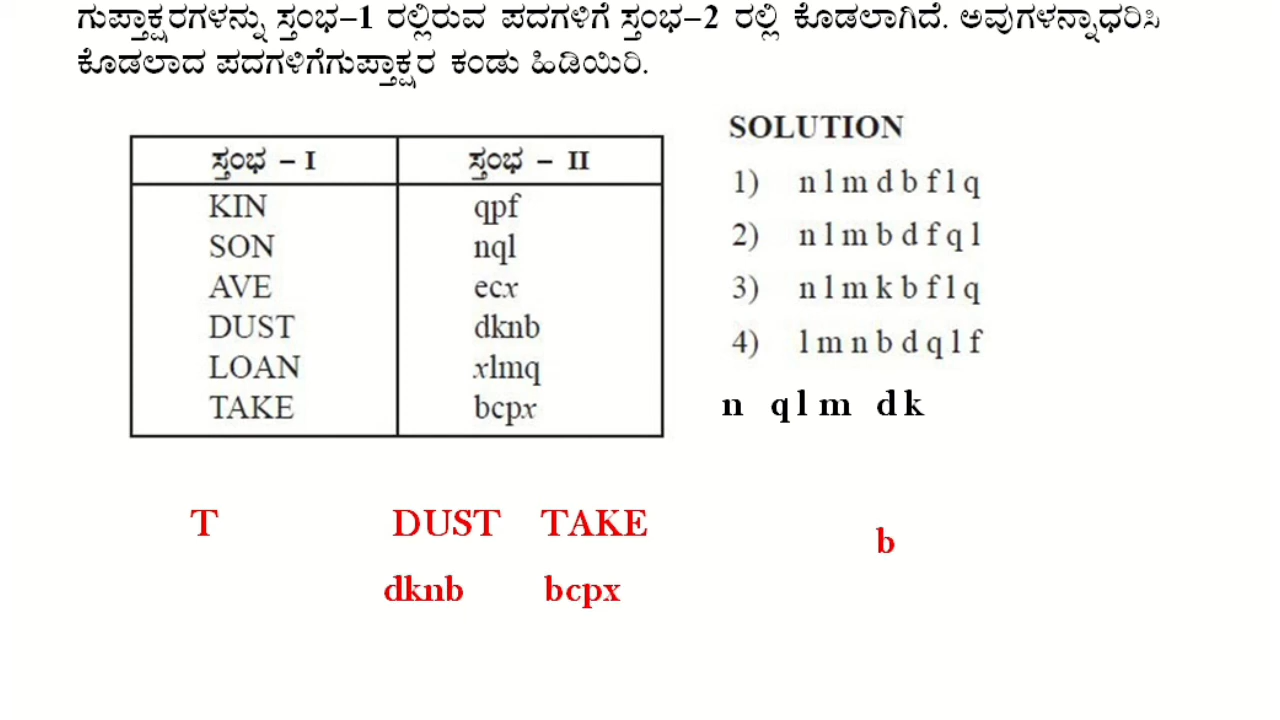 ಗುಪ್ತಾಕ್ಷರಗಳನ್ನು ಸ್ತಂಭ–1 ರಲ್ಲಿರುವ ಪದಗಳಿಗೆ ಸ್ತಂಭ–2 ರಲ್ಲಿ ಕೊಡಲಾಗಿದೆ. ಅವುಗಳನ್ನಾಧರಿಸಿ
ಕೊಡಲಾದ ಪದಗಳಿಗೆಗುಪ್ತಾಕ್ಷರ ಕಂಡು ಹಿಡಿಯಿರಿ.
ಸ್ತಂಭ – I ಸ್ತಂಭ – II
KIN qpf
SON nql
AVE ecx
DUST dknb
LOAN xlmq
TAKE bcpx
SOLUTION
1) n l m d b f l q
2) n l m b d f q l
3) n l m k b f l q
4) l m n b d q l f
n q l m d k
T DUST TAKE b
dknb bcpx